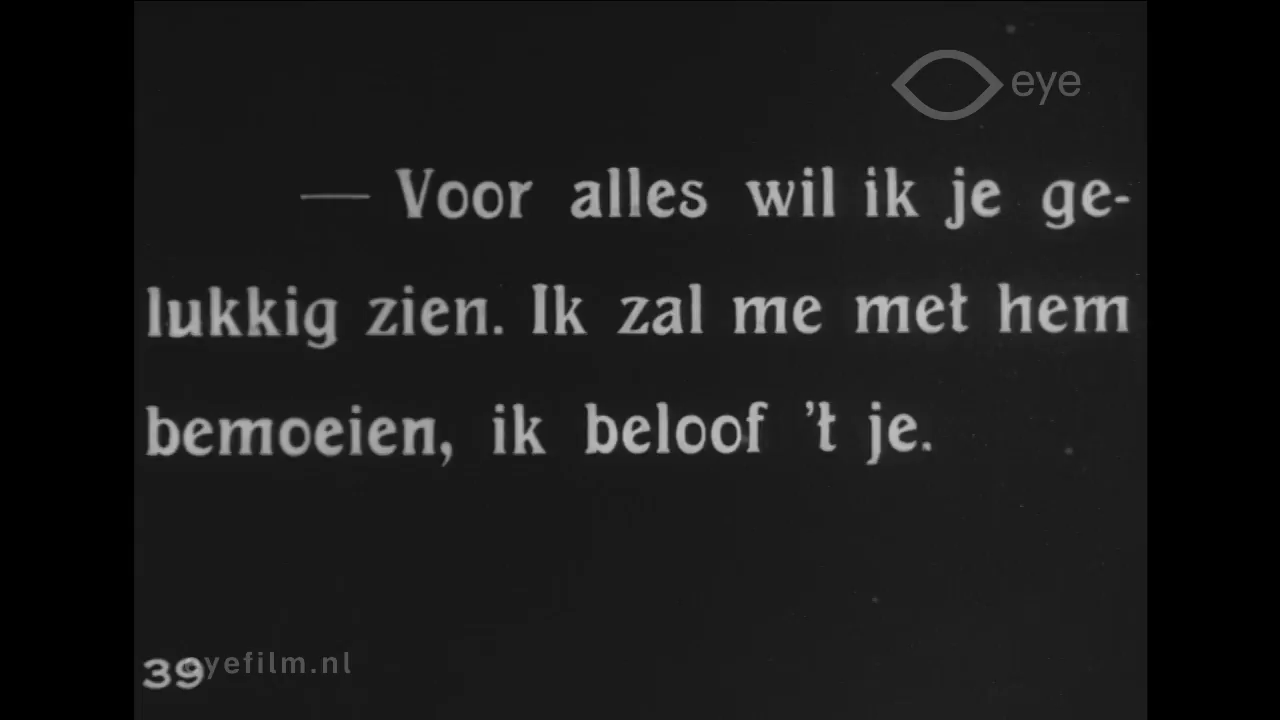 eye
— Voor alles wil ik je ge-
lukkig zien. Ik zal me met hem
bemoeien, ik beloof 't je.
39
eyefilm.nl